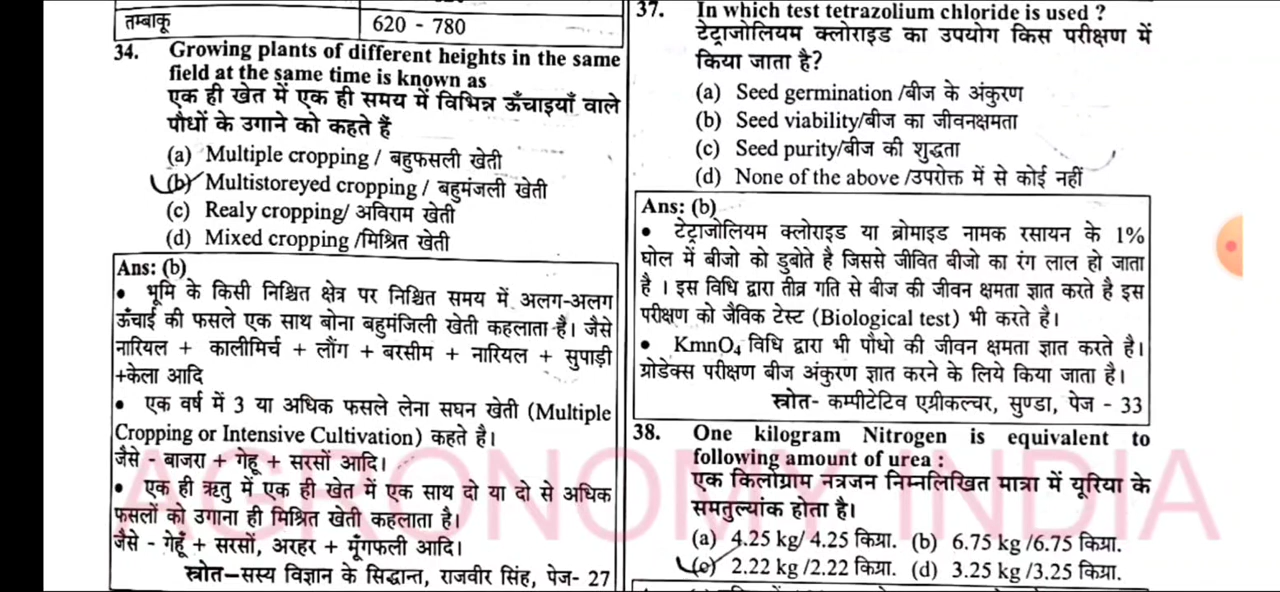 तम्बाकू 620 - 780
34. Growing plants of different heights in the same
field at the same time is known as
एक ही खेत में एक ही समय में विभिन्न ऊँचाइयाँ वाले
पौधों के उगाने को कहते हैं
(a) Multiple cropping / बहुफसली खेती
(b) Multistoreyed cropping / बहुमंजली खेती
(c) Realy cropping/ अविराम खेती
(d) Mixed cropping /मिश्रित खेती
Ans: (b)
• भूमि के किसी निश्चित क्षेत्र पर निश्चित समय में अलग-अलग
ऊँचाई की फसले एक साथ बोना बहुमंजिली खेती कहलाता है। जैसे
नारियल + कालीमिर्च + लौंग + बरसीम + नारियल + सुपाड़ी
+केला आदि
• एक वर्ष में 3 या अधिक फसले लेना सघन खेती (Multiple
Cropping or Intensive Cultivation) कहते है।
जैसे - बाजरा + गेहू + सरसों आदि।
• एक ही ऋतु में एक ही खेत में एक साथ दो या दो से अधिक
फसलों को उगाना ही मिश्रित खेती कहलाता है।
जैसे - गेहूँ + सरसों, अरहर + मूँगफली आदि।
स्त्रोत–सस्य विज्ञान के सिद्धान्त, राजवीर सिंह, पेज- 27
37. In which test tetrazolium chloride is used ?
टेट्राजोलियम क्लोराइड का उपयोग किस परीक्षण में
किया जाता है?
(a) Seed germination /बीज के अंकुरण
(b) Seed viability/बीज का जीवनक्षमता
(c) Seed purity/बीज की शुद्धता
(d) None of the above /उपरोक्त में से कोई नहीं
Ans: (b)
• टेट्राजोलियम क्लोराइड या ब्रोमाइड नामक रसायन के 1%
घोल में बीजो को डुबोते है जिससे जीवित बीजो का रंग लाल हो जाता
है । इस विधि द्वारा तीव्र गति से बीज की जीवन क्षमता ज्ञात करते है इस
परीक्षण को जैविक टेस्ट (Biological test) भी करते है।
• KmnO4 विधि द्वारा भी पौधो की जीवन क्षमता ज्ञात करते है।
ग्रोडेक्स परीक्षण बीज अंकुरण ज्ञात करने के लिये किया जाता है।
स्त्रोत- कम्पीटेटिव एग्रीकल्चर, सुण्डा, पेज - 33
38. One kilogram Nitrogen is equivalent to
following amount of urea :
एक किलोग्राम नत्रजन निम्नलिखित मात्रा में यूरिया के
समतुल्यांक होता है।
(a) 4.25 kg/ 4.25 किग्रा. (b) 6.75 kg /6.75 किग्रा.
(c) 2.22 kg /2.22 किग्रा. (d) 3.25 kg /3.25 किग्रा.
AGRONOMY INDIA